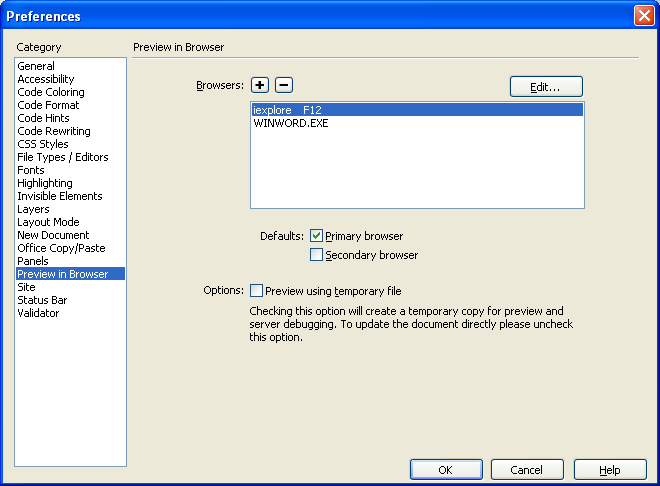 Preferences
Category
General
Accessibility
Code Coloring
Code Format
Code Hints
Code Rewriting
CSS Styles
File Types / Editors
Fonts
Highlighting
Invisible Elements
Layers
Layout Mode
New Document
Office Copy/Paste
Panels
Preview in Browser
Site
Status Bar
Validator
Preview in Browser
Browsers:
Edit...
iexplore F12
WINWORD.EXE
Defaults: Primary browser
Secondary browser
Options: Preview using temporary file
Checking this option will create a temporary copy for preview and
server debugging. To update the document directly please uncheck
this option.
OK Cancel Help